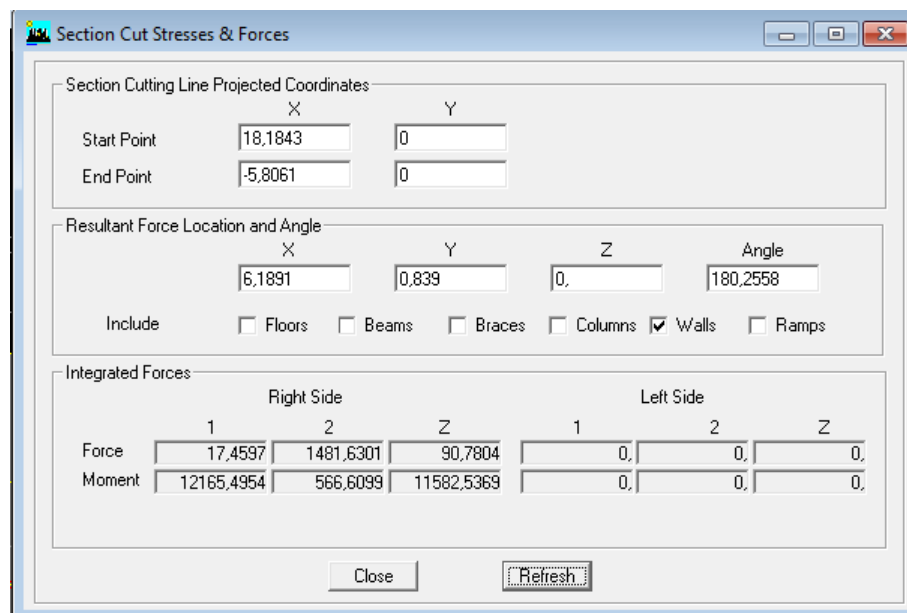 Section Cut Stresses & Forces
Section Cutting Line Projected Coordinates
X Y
Start Point 18,1843 0
End Point -5,8061 0
Resultant Force Location and Angle
X Y Z Angle
6,1891 0,839 0, 180,2558
Include Floors Beams Braces Columns Walls Ramps
Integrated Forces
Right Side Left Side
1 2 Z 1 2 Z
Force 17,4597 1481,6301 90,7804 0, 0, 0,
Moment 12165,4954 566,6099 11582,5369 0, 0, 0,
Close Refresh